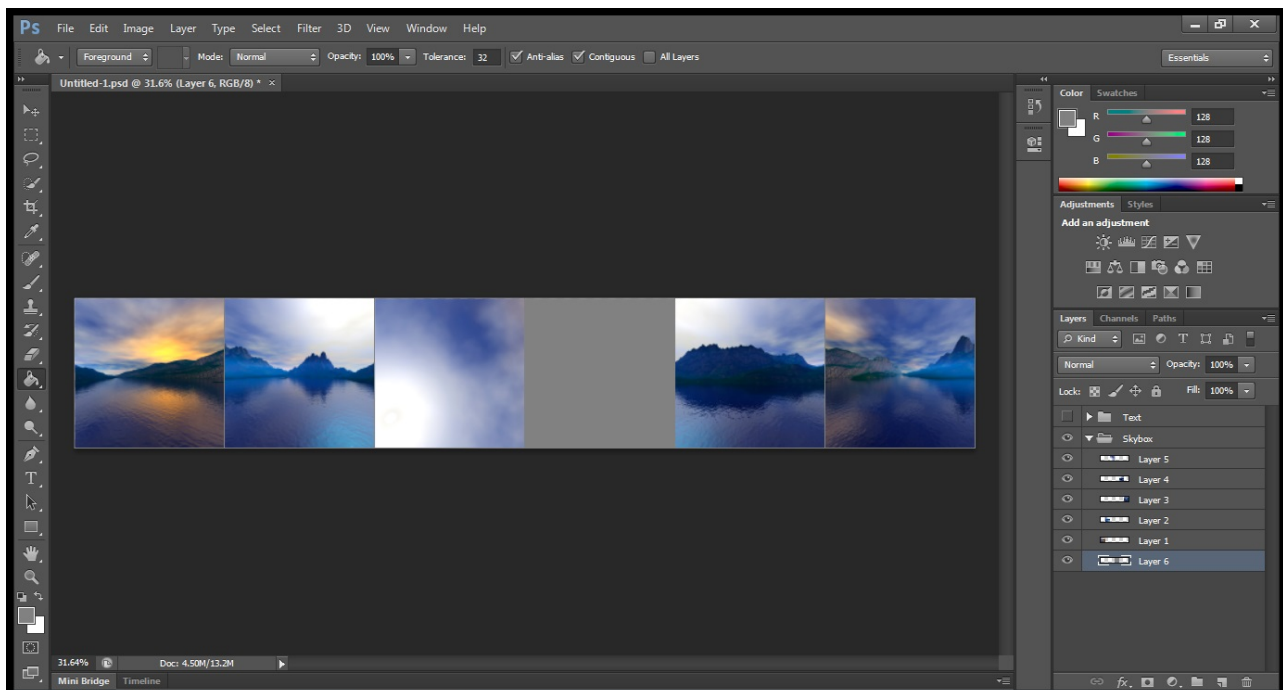 Ps File Edit Image Layer Type Select Filter 3D View Window Help
Foreground Mode: Normal Opacity: 100% Tolerance: 32 Anti-alias Contiguous All Layers Essentials
Untitled-1.psd @ 31.6% (Layer 6, RGB/8) * ×
Color Swatches
R 128
G 128
B 128
Adjustments Styles
Add an adjustment
Layers Channels Paths
Kind
Normal Opacity: 100%
Lock: Fill: 100%
Text
Skybox
Layer 5
Layer 4
Layer 3
Layer 2
Layer 1
Layer 6
31.64% Doc: 4.50M/13.2M
Mini Bridge Timeline
fx